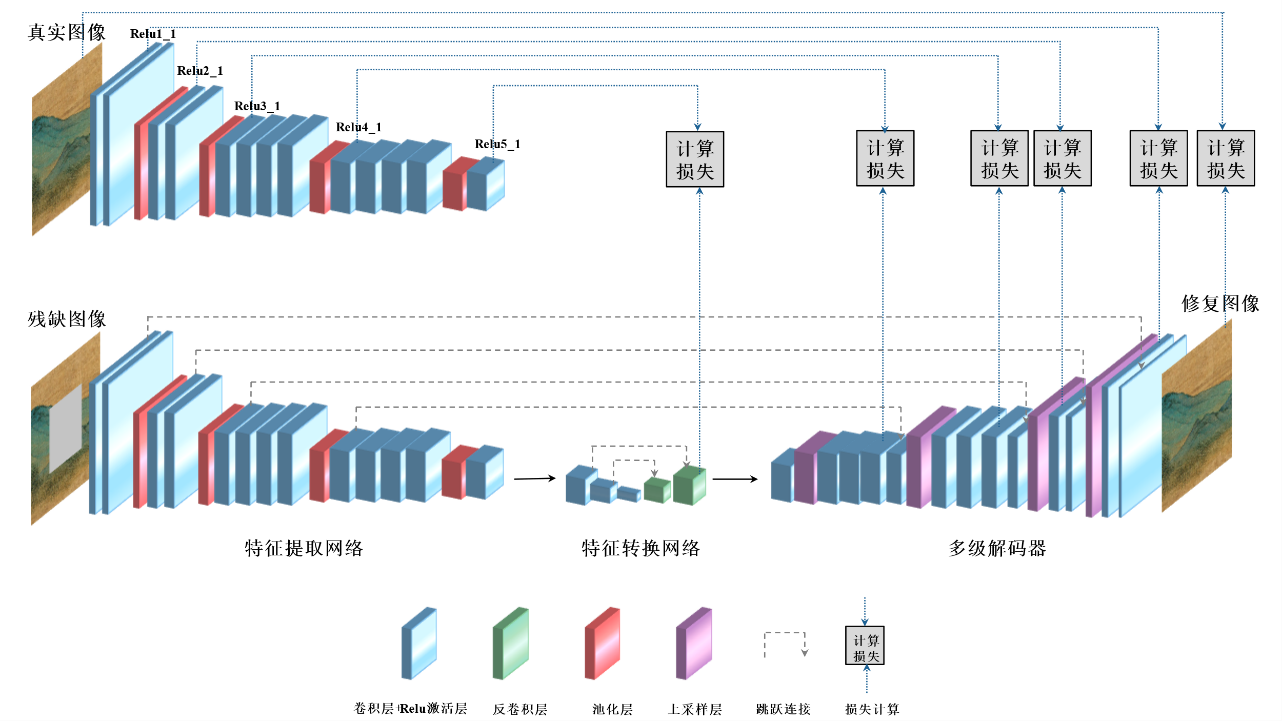 真实图像
Relu1_1
Relu2_1
Relu3_1
Relu4_1
Relu5_1
计算
损失
计算
损失
计算
损失
计算
损失
计算
损失
计算
损失
残缺图像
修复图像
特征提取网络
特征转换网络
多级解码器
计算
损失
卷积层+Relu激活层
反卷积层
池化层
上采样层
跳跃连接
损失计算